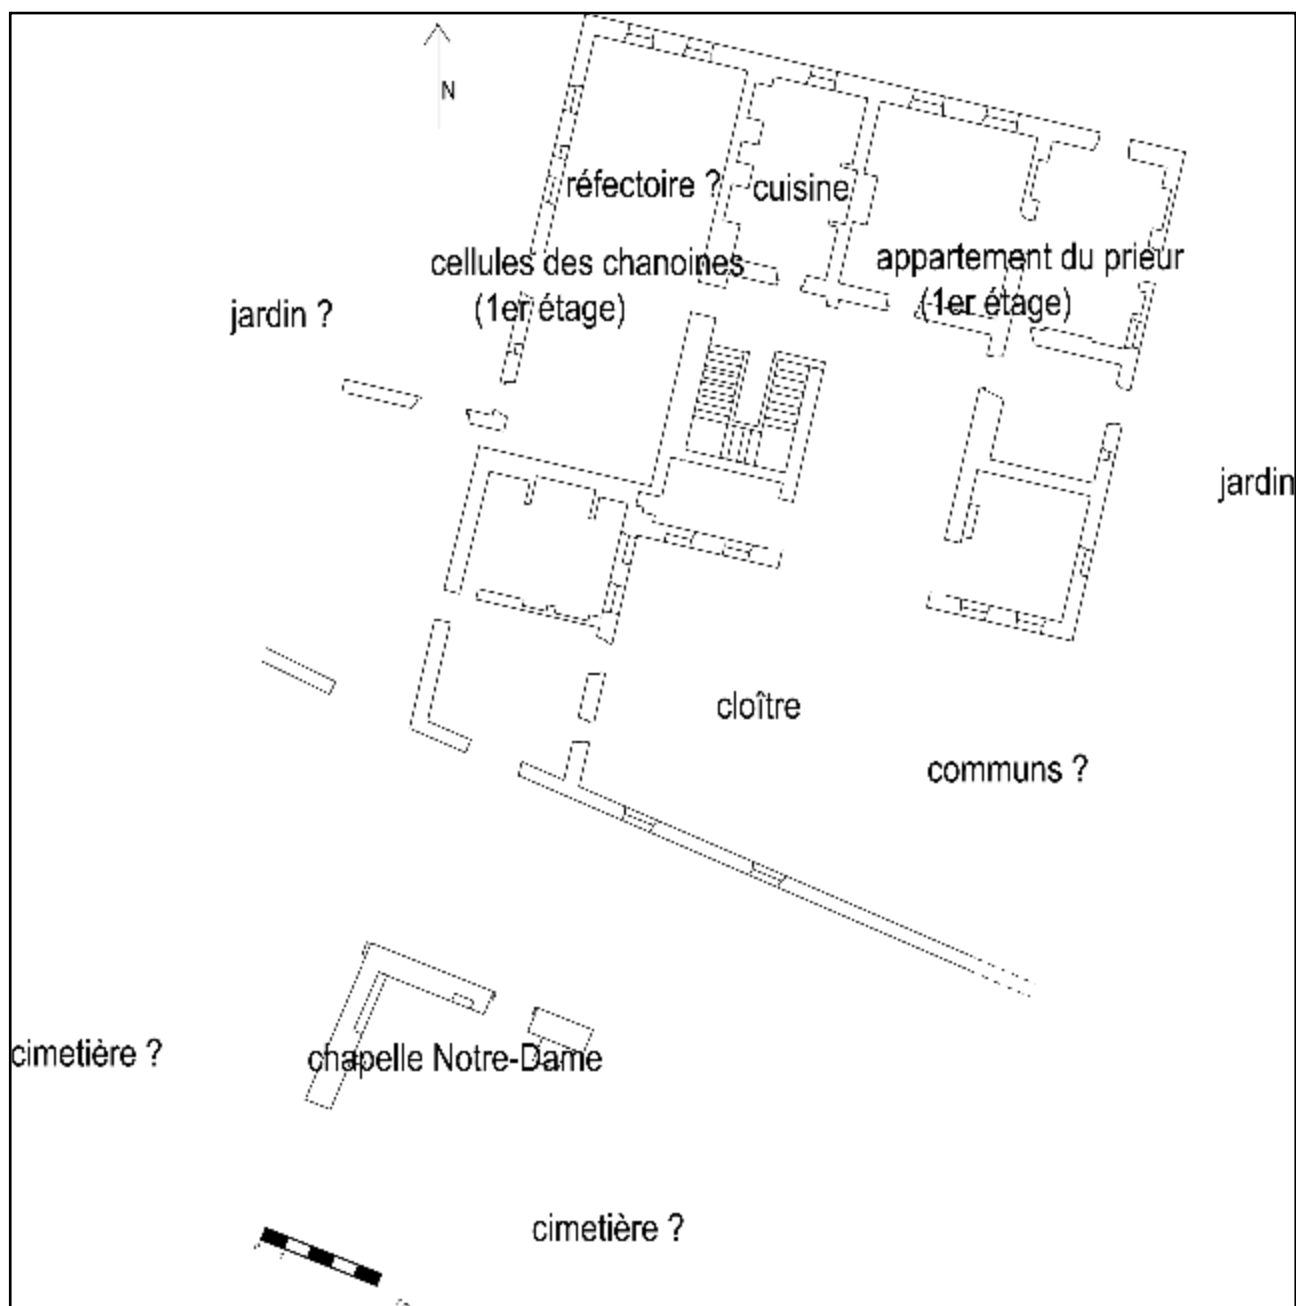 N
réfectoire ?
cuisine
cellules des chanoines
(1er étage)
appartement du prieur
(1er étage)
jardin ?
jardin
cloître
communs ?
cimetière ?
chapelle Notre-Dame
cimetière ?